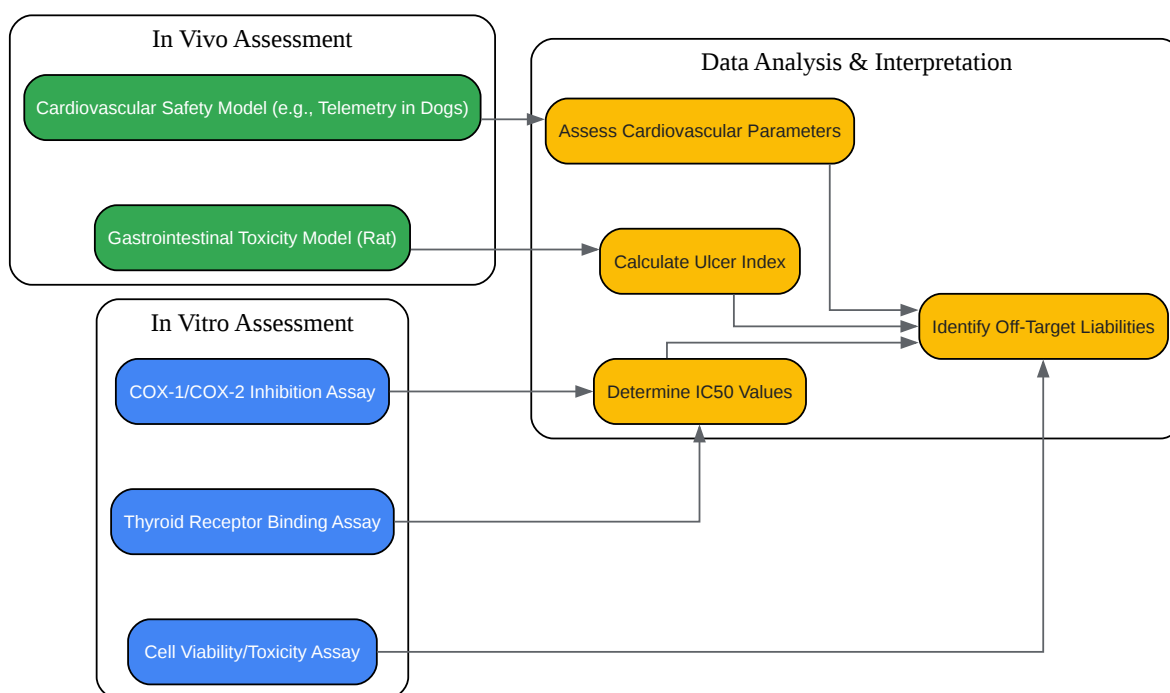 In Vivo Assessment
Cardiovascular Safety Model (e.g., Telemetry in Dogs)
Gastrointestinal Toxicity Model (Rat)
In Vitro Assessment
COX-1/COX-2 Inhibition Assay
Thyroid Receptor Binding Assay
Cell Viability/Toxicity Assay
Data Analysis & Interpretation
Assess Cardiovascular Parameters
Calculate Ulcer Index
Determine IC50 Values
Identify Off-Target Liabilities